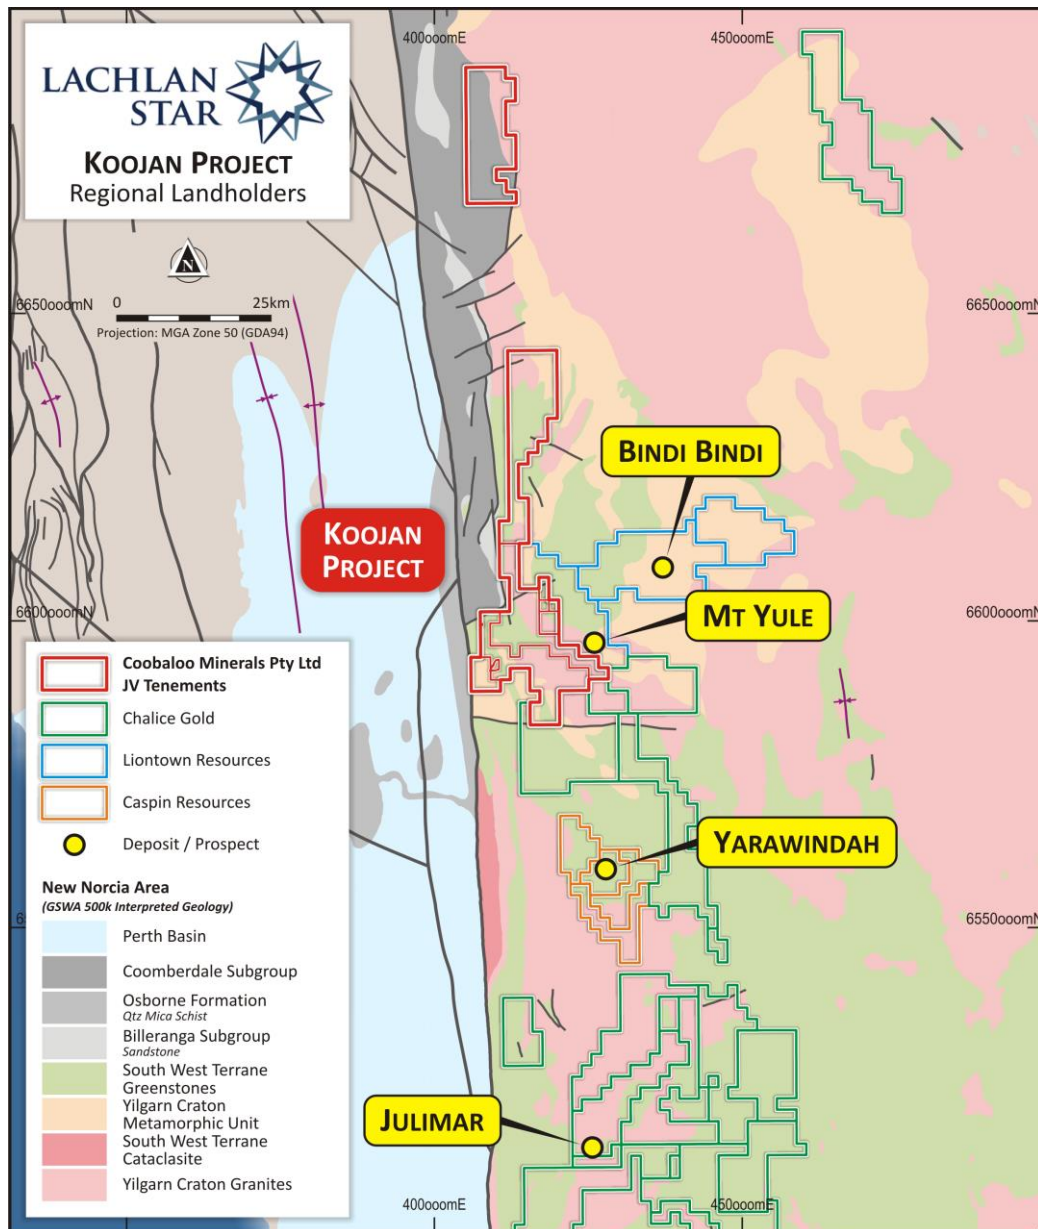 400000mE
450000mE
LACHLAN
STAR
KOOJAN PROJECT
Regional Landholders
N
6650000mN
6650000mN
0
25km
Projection: MGA Zone 50 (GDA94)
BINDI BINDI
KOOJAN
PROJECT
MT YULE
6600000mN
6600000mN
Coobaloo Minerals Pty Ltd
JV Tenements
Chalice Gold
Liontown Resources
Caspin Resources
Deposit / Prospect
YARAWINDAH
New Norcia Area
(GSWA 500k Interpreted Geology)
65
6550000mN
Perth Basin
Coomberdale Subgroup
Osborne Formation
Qtz Mica Schist
Billeranga Subgroup
Sandstone
South West Terrane
Greenstones
Yilgarn Craton
Metamorphic Unit
South West Terrane
Cataclasite
Yilgarn Craton Granites
JULIMAR
400000mE
450000mE